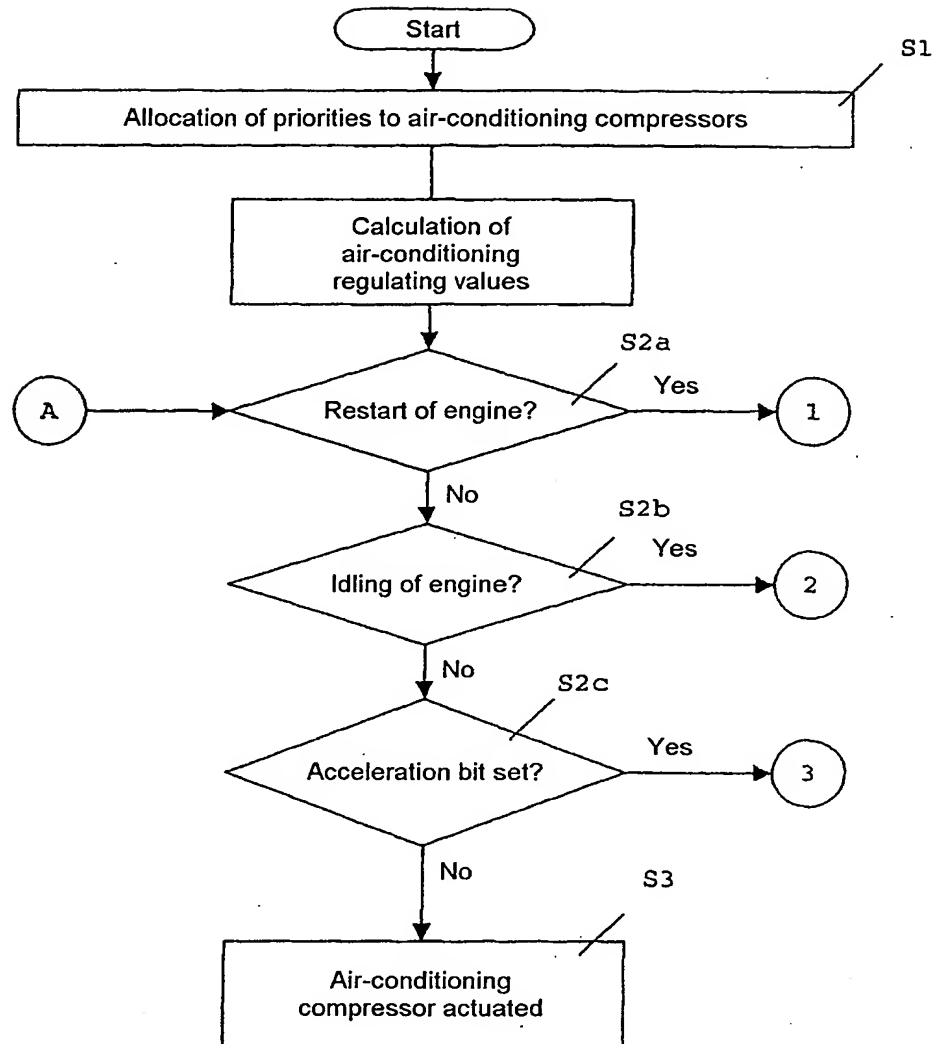 Start
S1
Allocation of priorities to air-conditioning compressors
Calculation of
air-conditioning
regulating values
S2a
A
Restart of engine?
Yes
1
No
S2b
Idling of engine?
Yes
2
No
S2c
Acceleration bit set?
Yes
3
No
S3
Air-conditioning
compressor actuated